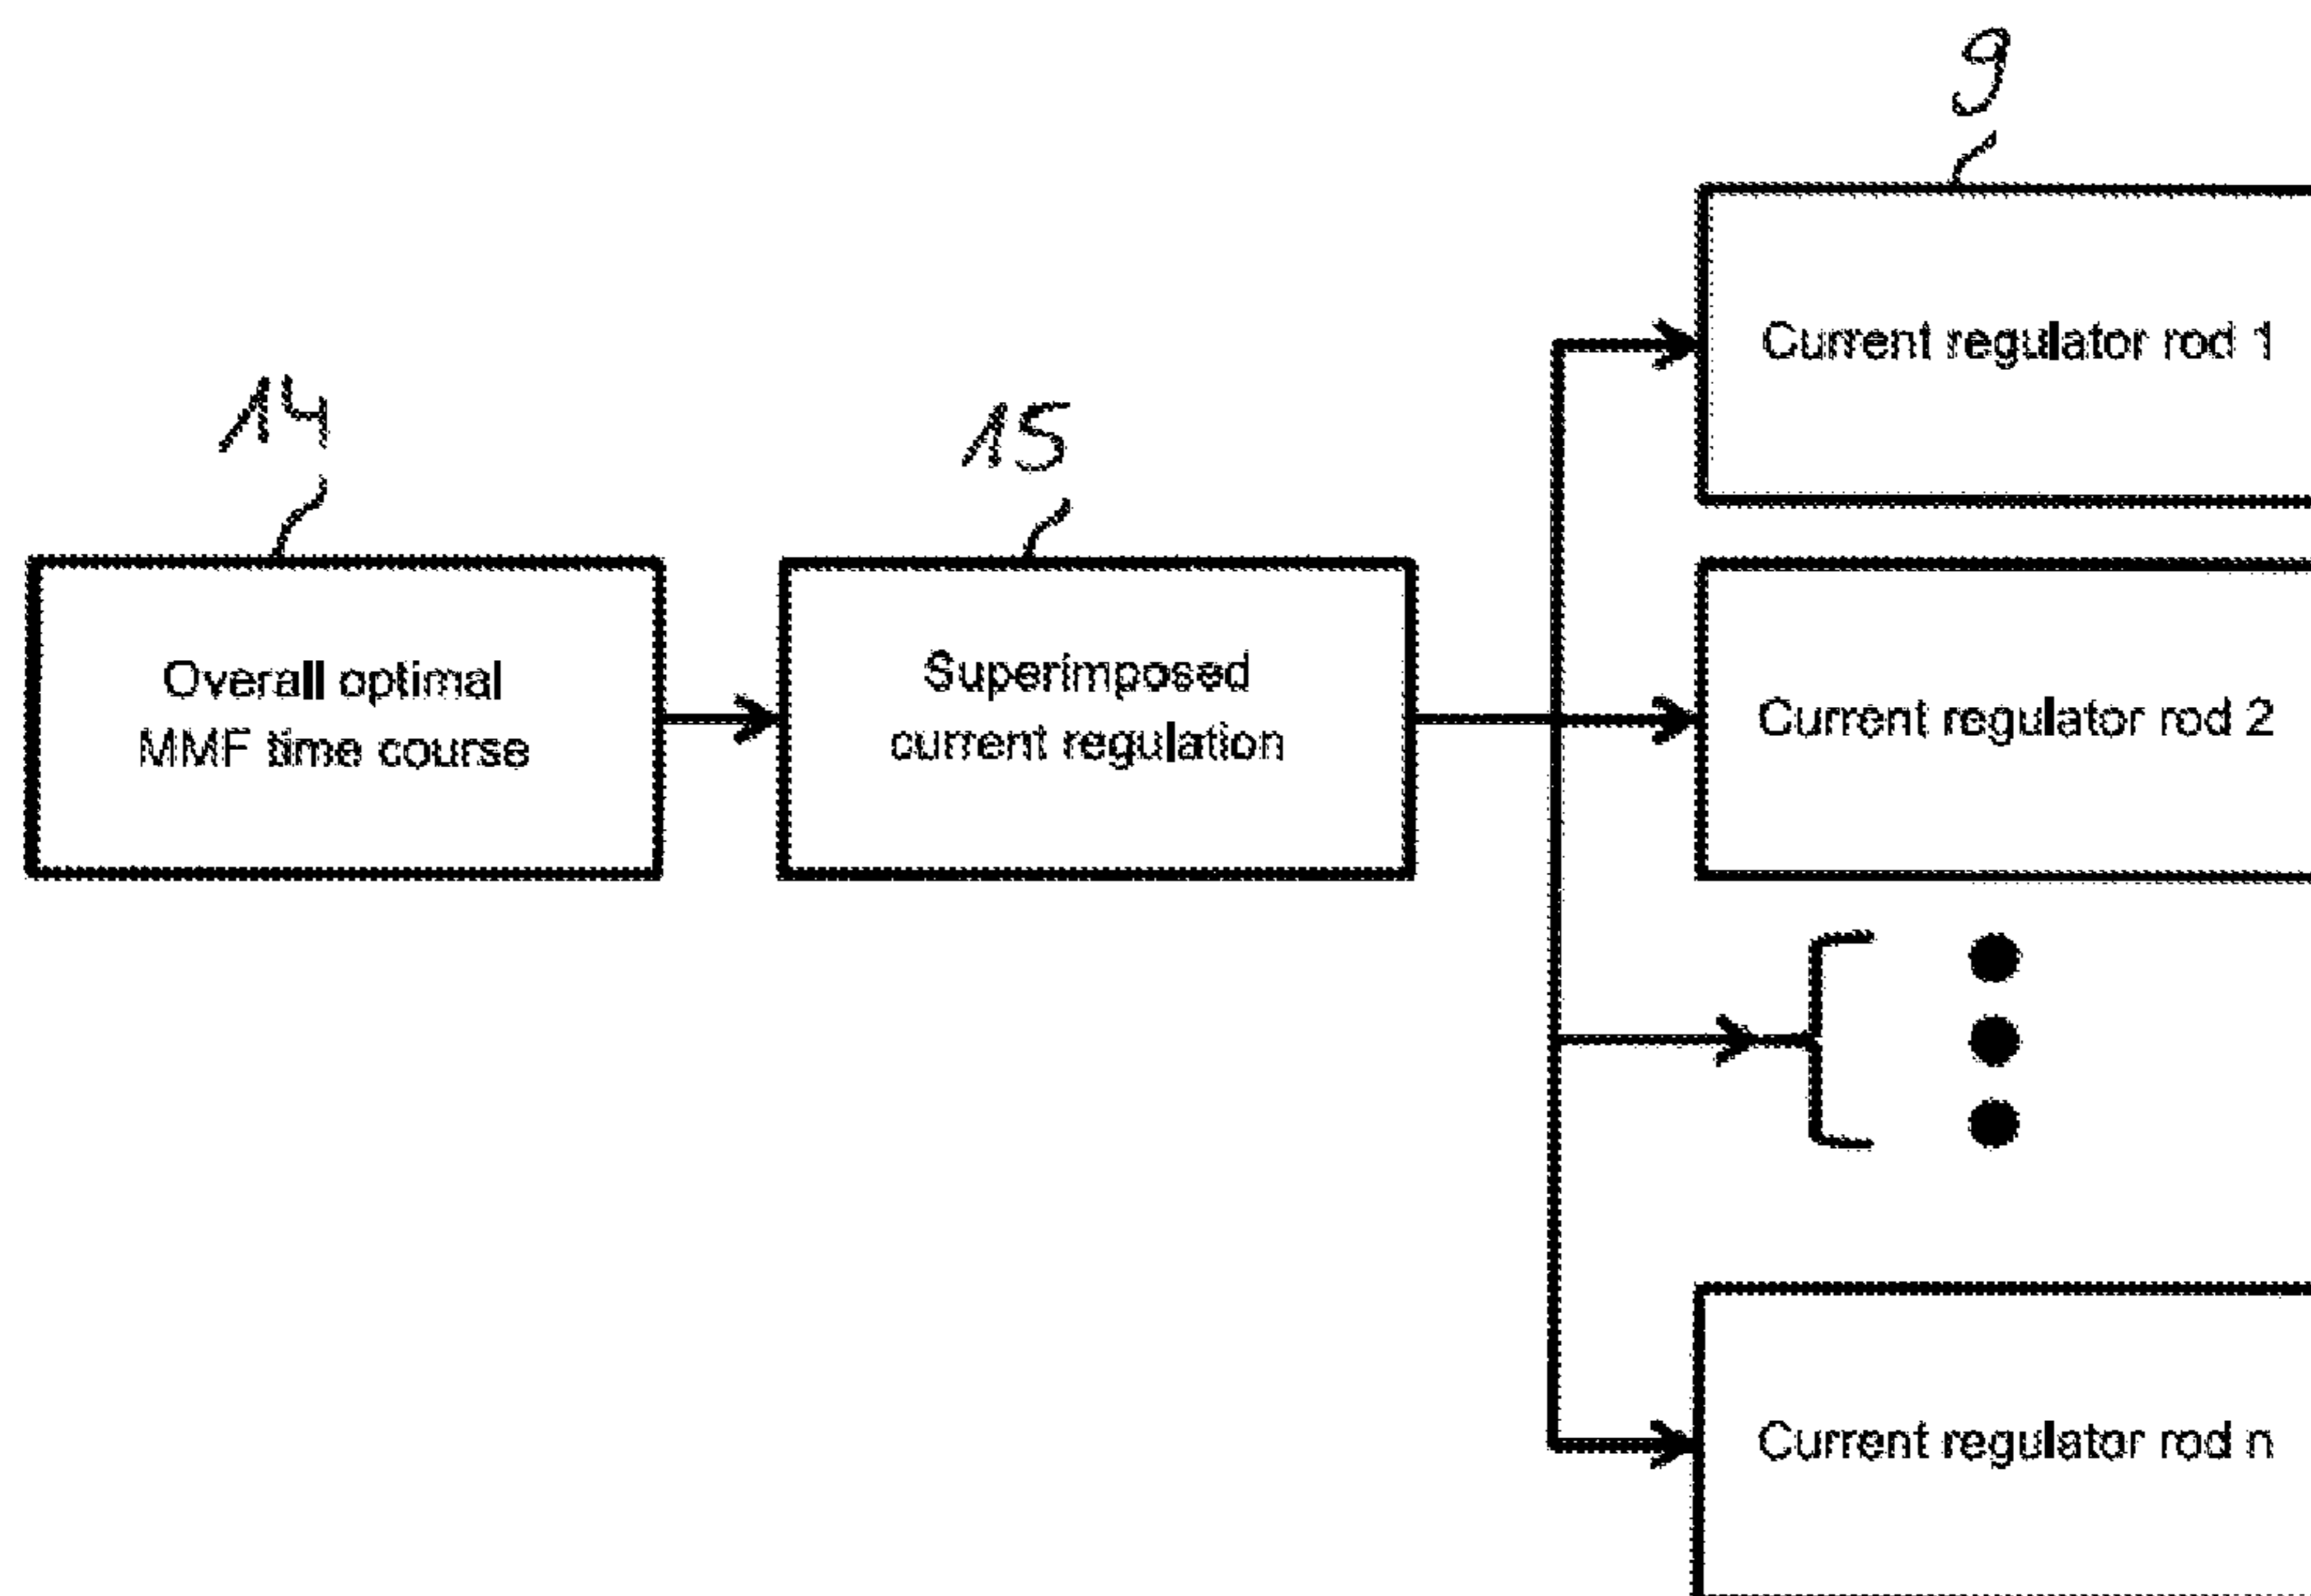 9
Current regulator rod 1
14
15
Overall optimal
MMF time course
Superimposed
current regulation
Current regulator rod 2
Current regulator rod n